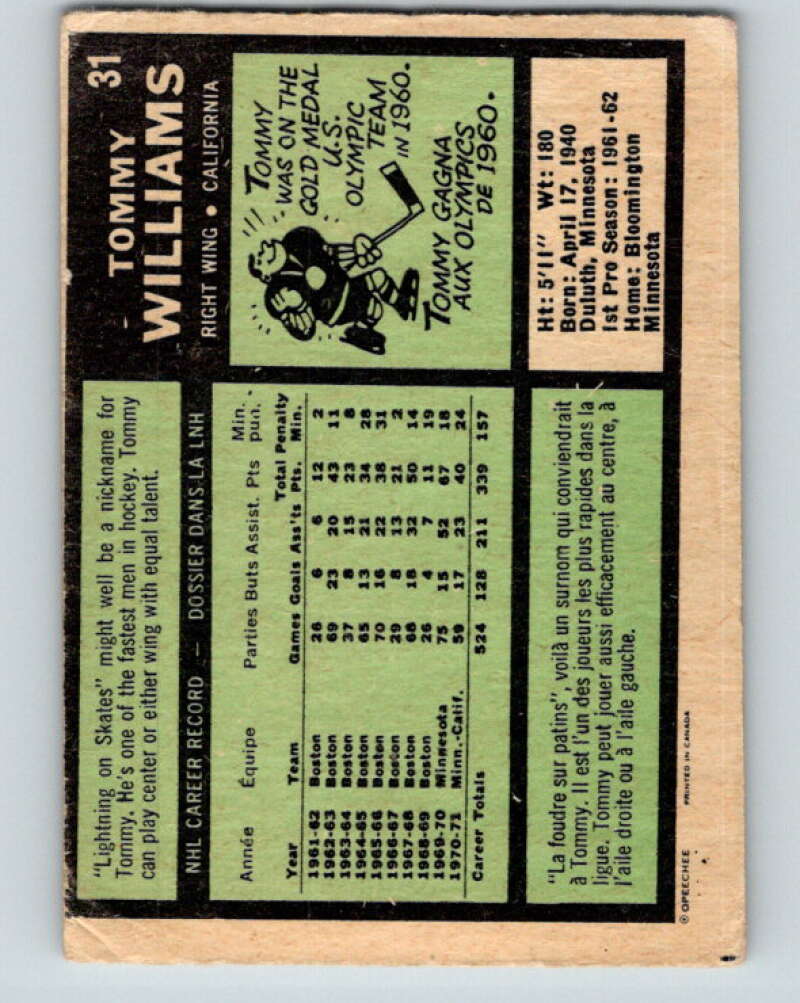 TOMMY 31
WILLIAMS
RIGHT WING • CALIFORNIA
"Lightning on Skates" might well be a nickname for
Tommy. He's one of the fastest men in hockey. Tommy
can play center or either wing with equal talent.
NHL CAREER RECORD — DOSSIER DANS LA LNH
Année Équipe Parties Buts Assist. Pts Min. pun.
Year Team Games Goals Ass'ts Total Pts. Penalty Min.
1961-62 Boston 26 6 6 12 2
1962-63 Boston 69 23 20 43 11
1963-64 Boston 37 8 15 23 8
1964-65 Boston 65 13 21 34 28
1965-66 Boston 70 16 22 38 31
1966-67 Boston 29 8 13 21 2
1967-68 Boston 68 18 32 50 14
1968-69 Boston 26 4 7 11 19
1969-70 Minnesota 75 15 52 67 18
1970-71 Minn.-Calif. 59 17 23 40 24
Career Totals 524 128 211 339 157
TOMMY
WAS ON THE
GOLD MEDAL
U.S.
OLYMPIC
TEAM
IN 1960.
TOMMY GAGNA
AUX OLYMPICS
DE 1960.
Ht: 5'11" Wt: 180
Born: April 17, 1940
Duluth, Minnesota
1st Pro Season: 1961-62
Home: Bloomington
Minnesota
"La foudre sur patins", voilà un surnom qui conviendrait
à Tommy. Il est l'un des joueurs les plus rapides dans la
ligue. Tommy peut jouer aussi efficacement au centre, à
l'aile droite ou à l'aile gauche.
© OPEECHEE PRINTED IN CANADA